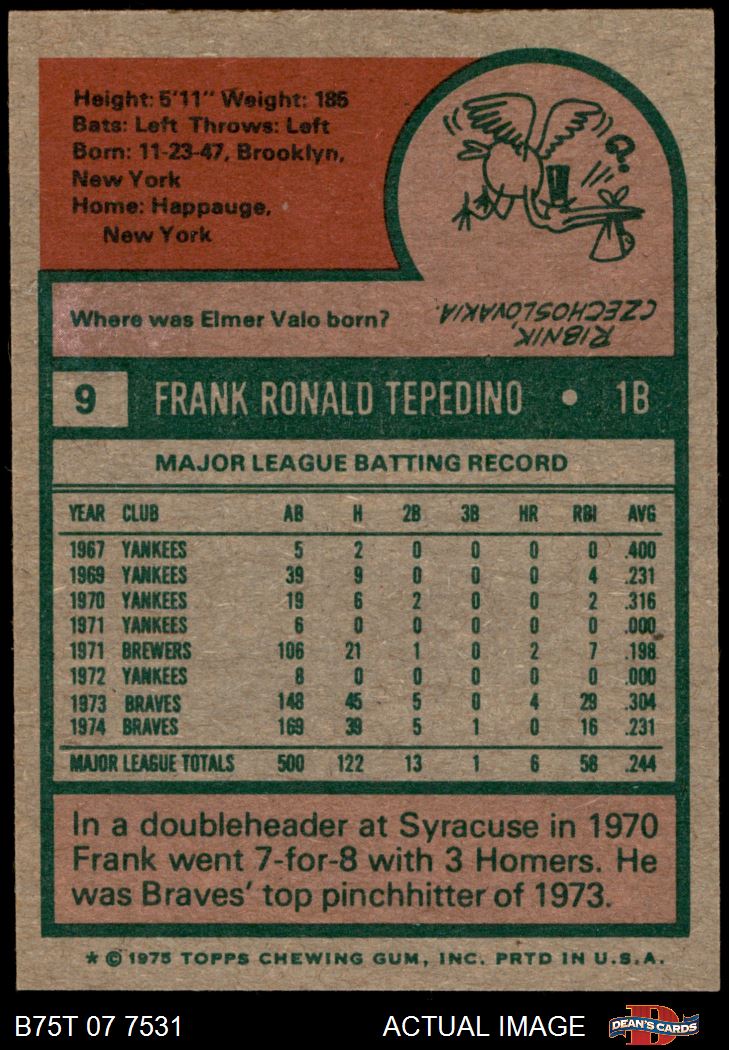 Height: 5'11" Weight: 185
Bats: Left Throws: Left
Born: 11-23-47, Brooklyn,
New York
Home: Happauge,
New York
Where was Elmer Valo born?
RIBNIK,
CZECHOSLOVAKIA
9 FRANK RONALD TEPEDINO • 1B
MAJOR LEAGUE BATTING RECORD
YEAR CLUB AB H 2B 3B HR RBI AVG
1967 YANKEES 5 2 0 0 0 0 .400
1969 YANKEES 39 9 0 0 0 4 .231
1970 YANKEES 19 6 2 0 0 2 .316
1971 YANKEES 6 0 0 0 0 0 .000
1971 BREWERS 106 21 1 0 2 7 .198
1972 YANKEES 8 0 0 0 0 0 .000
1973 BRAVES 148 45 5 0 4 29 .304
1974 BRAVES 169 39 5 1 0 16 .231
MAJOR LEAGUE TOTALS 500 122 13 1 6 58 .244
In a doubleheader at Syracuse in 1970
Frank went 7-for-8 with 3 Homers. He
was Braves' top pinchhitter of 1973.
* © 1975 TOPPS CHEWING GUM, INC. PRTD IN U.S.A.
B75T 07 7531 ACTUAL IMAGE DEAN'S CARDS